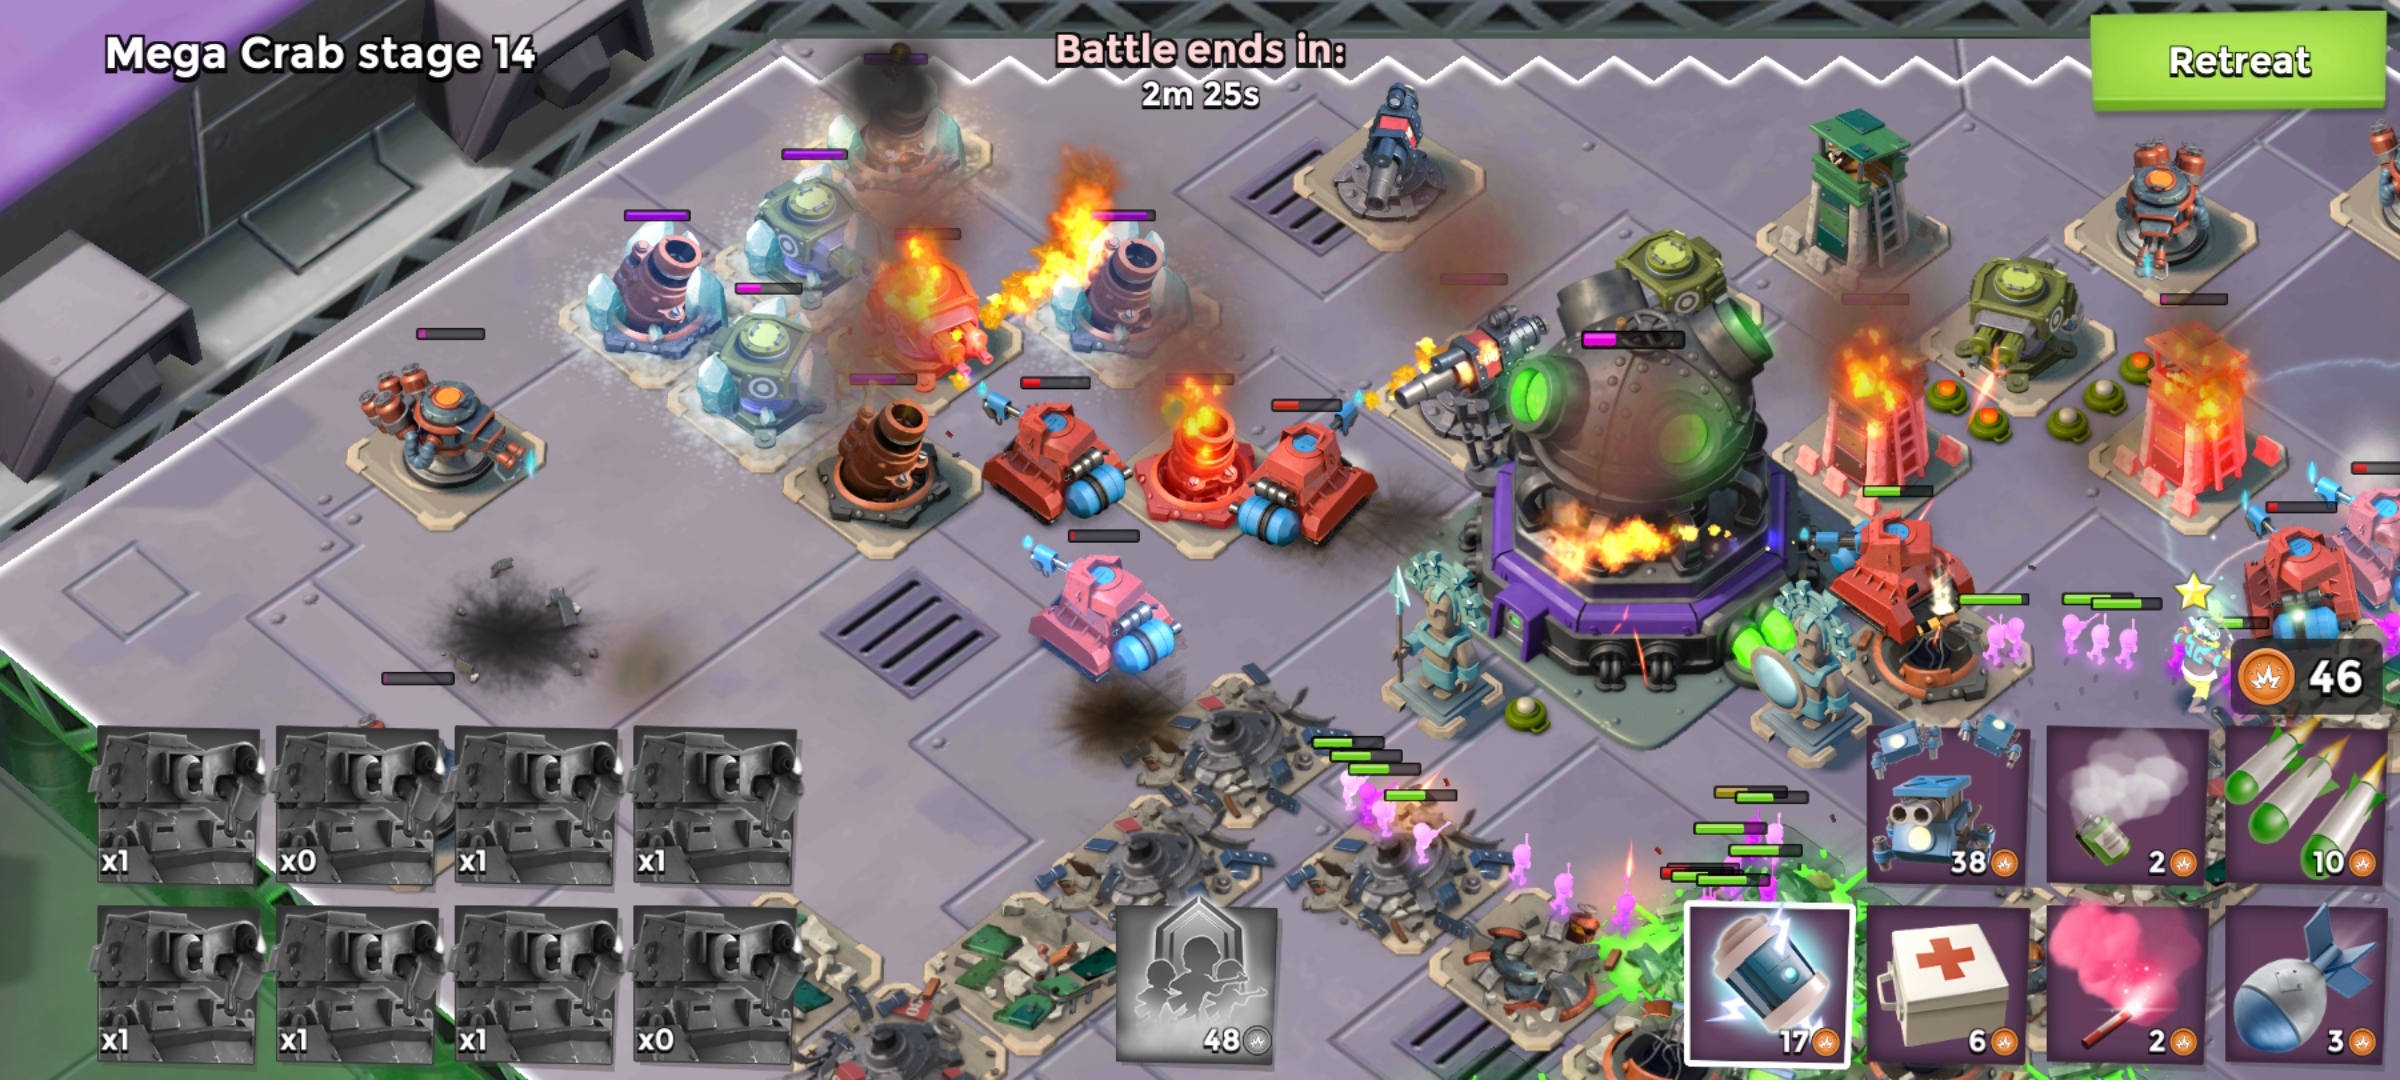 Mega Crab stage 14
Battle ends in:
2m 25s
Retreat
46
x1
x0
x1
x1
38
2
10
x1
x1
x1
x0
48
17
6
2
3